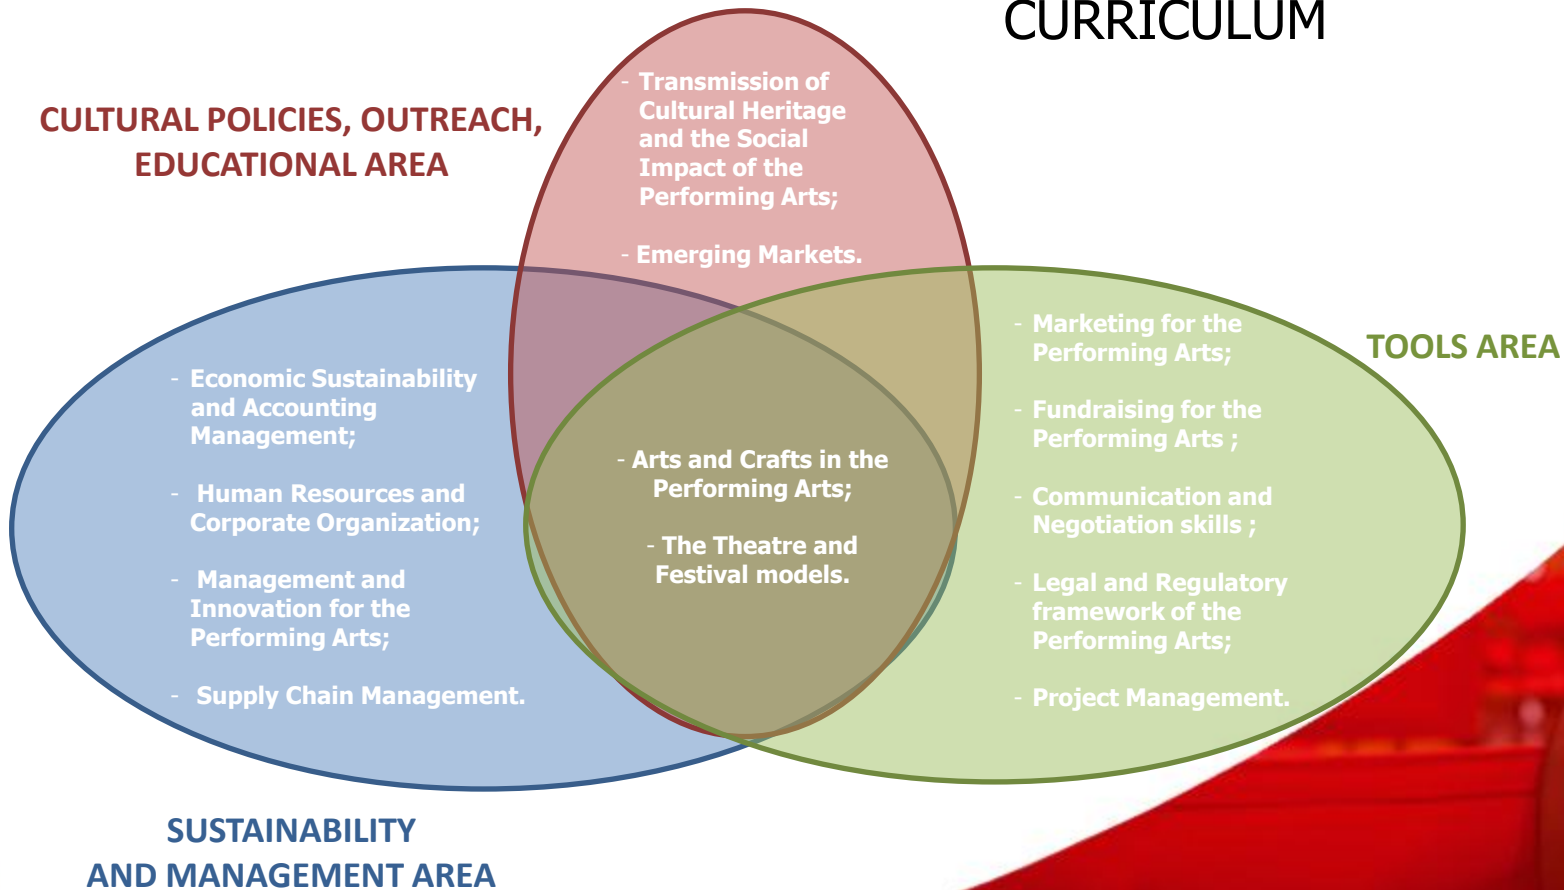 CURRICULUM
CULTURAL POLICIES, OUTREACH,
EDUCATIONAL AREA
- Transmission of
Cultural Heritage
and the Social
Impact of the
Performing Arts;
- Emerging Markets.
- Economic Sustainability
and Accounting
Management;
- Human Resources and
Corporate Organization;
- Management and
Innovation for the
Performing Arts;
- Supply Chain Management.
- Arts and Crafts in the
Performing Arts;
- The Theatre and
Festival models.
- Marketing for the
Performing Arts;
- Fundraising for the
Performing Arts ;
- Communication and
Negotiation skills ;
- Legal and Regulatory
framework of the
Performing Arts;
- Project Management.
TOOLS AREA
SUSTAINABILITY
AND MANAGEMENT AREA